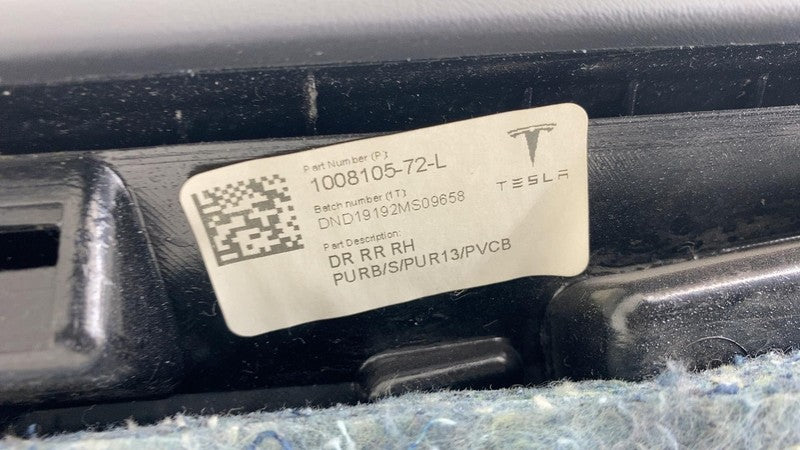 Part Number (P):
1008105-72-L
Batch number (1T)
DND19192MS09658
Part Description:
DR RR RH
PURB/S/PUR13/PVCB
TESLA